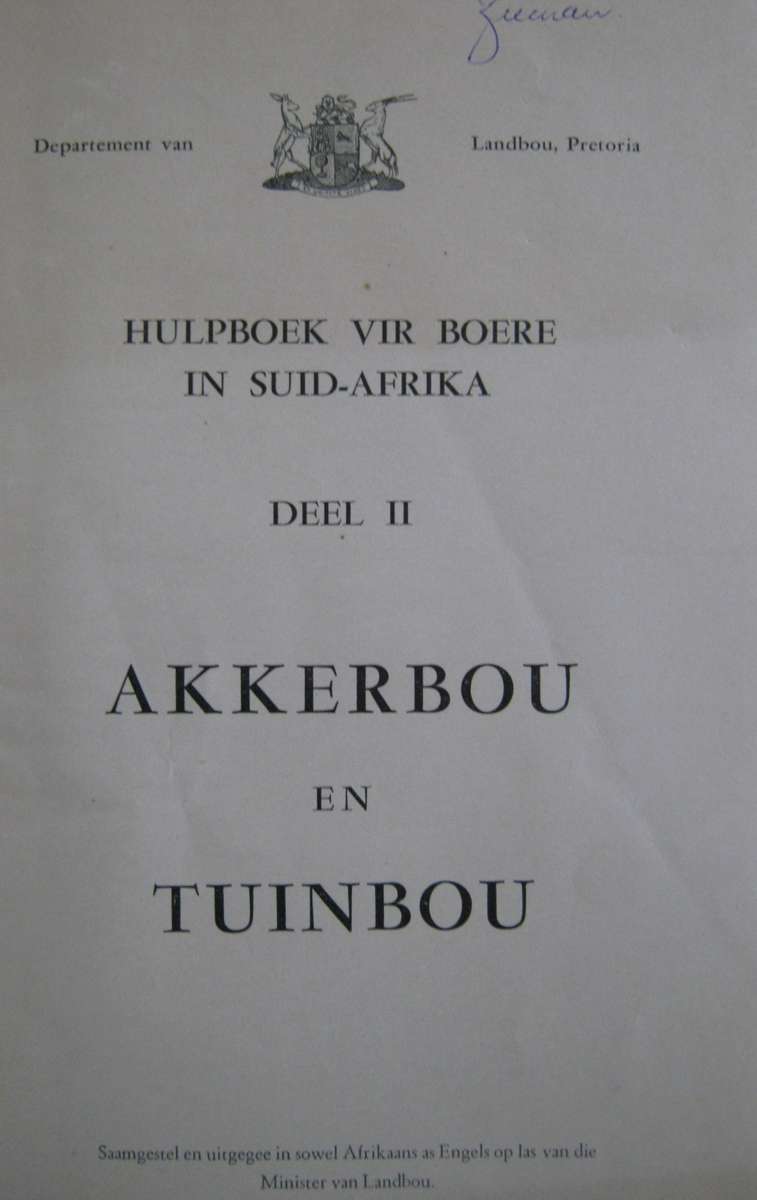 Departement van Landbou, Pretoria
HULPBOEK VIR BOERE
IN SUID-AFRIKA
DEEL II
AKKERBOU
EN
TUINBOU
Saamgestel en uitgegee in sowel Afrikaans as Engels op las van die
Minister van Landbou.